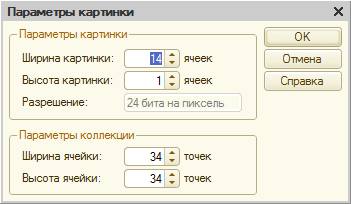 Параметры картинки
Параметры картинки
Ширина картинки: 14 ячеек
Высота картинки: 1 ячеек
Разрешение: 24 бита на пиксель
Параметры коллекции
Ширина ячейки: 34 точек
Высота ячейки: 34 точек
OK
Отмена
Справка